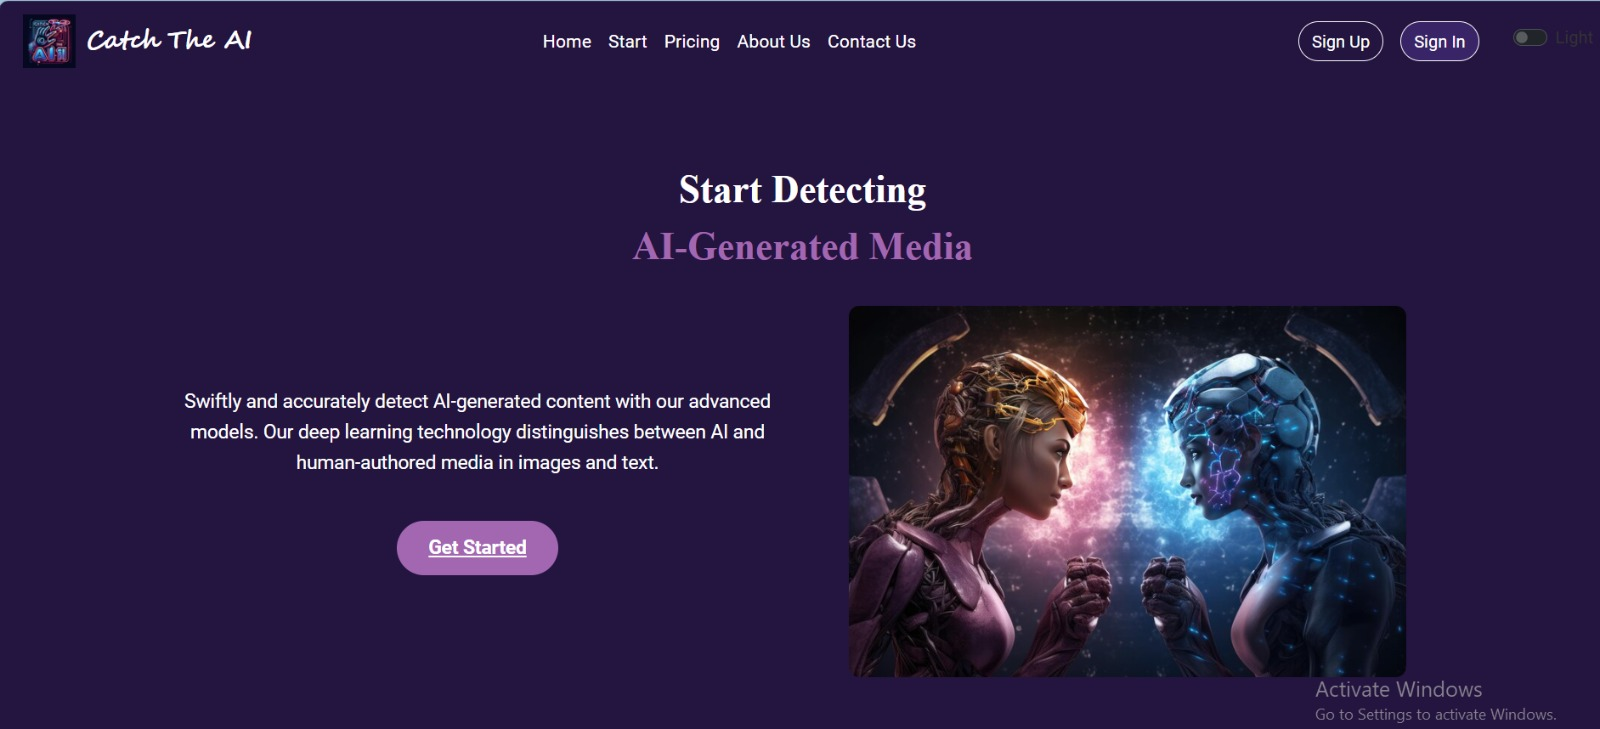 Catch The AI
Home Start Pricing About Us Contact Us
Sign Up Sign In Light
Start Detecting
AI-Generated Media
Swiftly and accurately detect AI-generated content with our advanced
models. Our deep learning technology distinguishes between AI and
human-authored media in images and text.
Get Started
Activate Windows
Go to Settings to activate Windows.